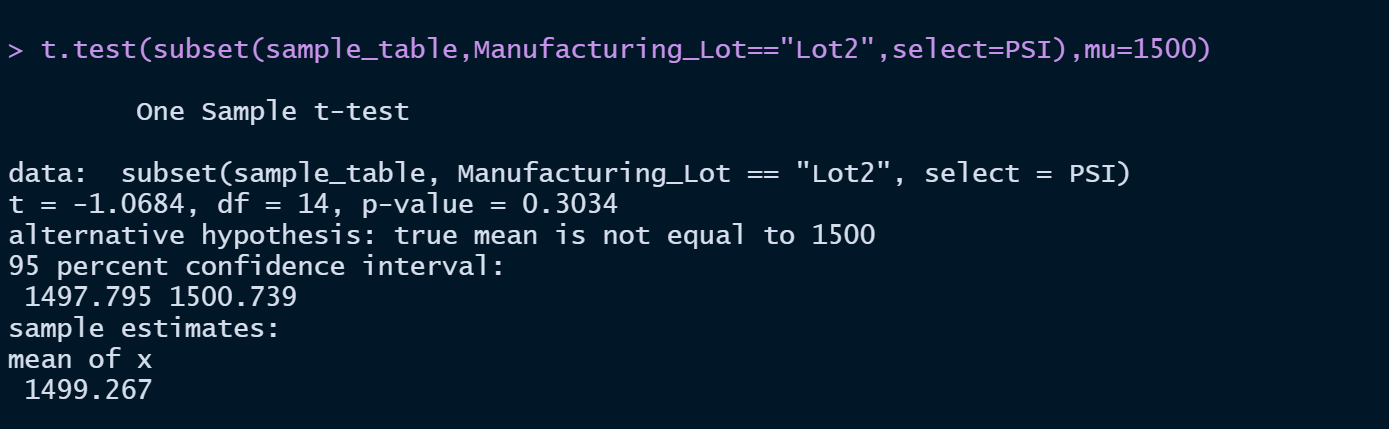 > t.test(subset(sample_table,Manufacturing_Lot=="Lot2",select=PSI),mu=1500)
One Sample t-test
data:  subset(sample_table, Manufacturing_Lot == "Lot2", select = PSI)
t = -1.0684, df = 14, p-value = 0.3034
alternative hypothesis: true mean is not equal to 1500
95 percent confidence interval:
1497.795 1500.739
sample estimates:
mean of x
1499.267